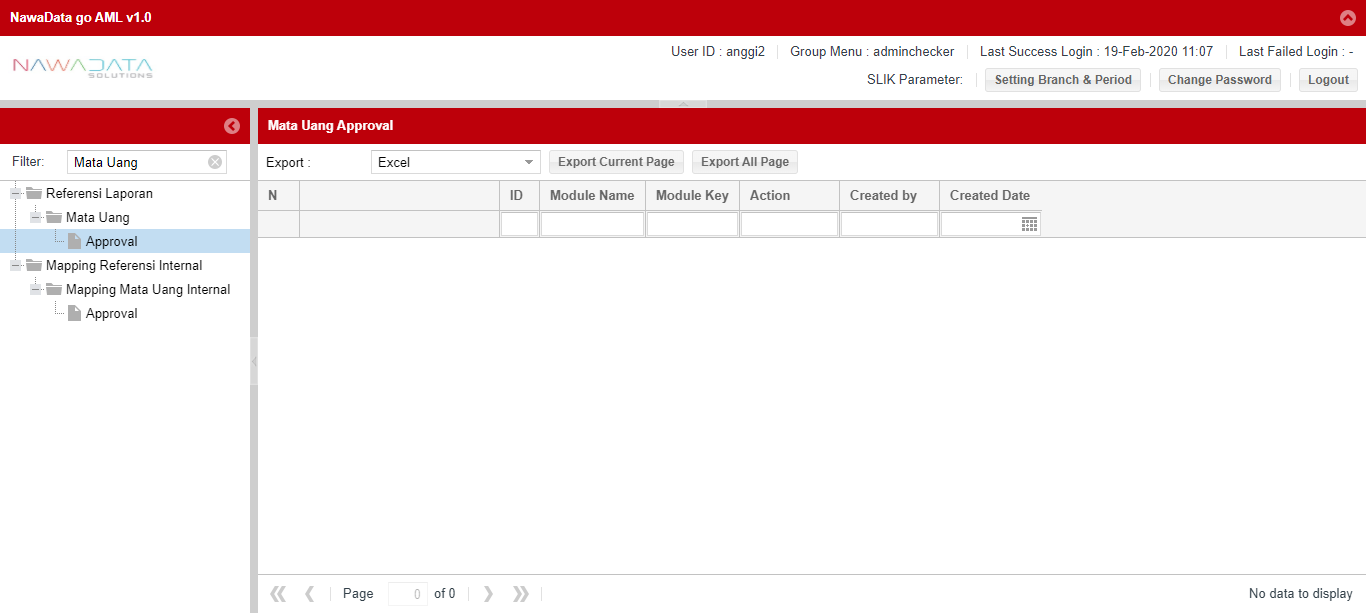 NawaData go AML v1.0
NAWADATA
SOLUTIONS
User ID : anggi2 Group Menu : adminchecker Last Success Login : 19-Feb-2020 11:07 Last Failed Login : -
SLIK Parameter: Setting Branch & Period Change Password Logout
Mata Uang Approval
Filter: Mata Uang
Export : Excel Export Current Page Export All Page
Referensi Laporan
Mata Uang
Approval
Mapping Referensi Internal
Mapping Mata Uang Internal
Approval
N ID Module Name Module Key Action Created by Created Date
Page 0 of 0 No data to display